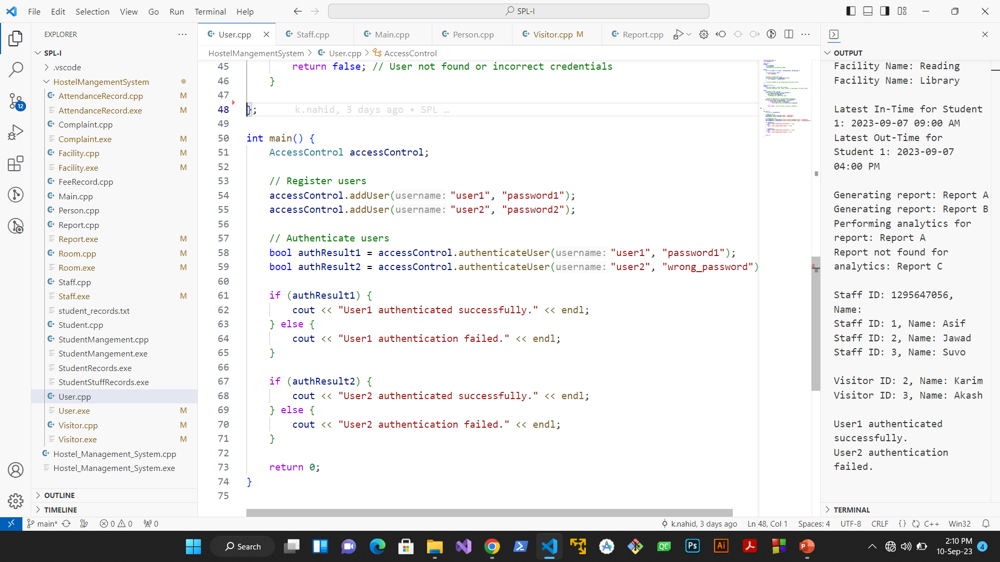 File Edit Selection View Go Run Terminal Help
SPL-I
EXPLORER
SPL-I
.vscode
HostelMangementSystem
AttendanceRecord.cpp M
AttendanceRecord.exe M
Complaint.cpp
Complaint.exe M
Facility.cpp M
Facility.exe M
FeeRecord.cpp
Main.cpp
Person.cpp
Report.cpp
Report.exe M
Room.cpp M
Room.exe M
Staff.cpp
Staff.exe M
student_records.txt
Student.cpp
StudentMangement.cpp
StudentMangement.exe
StudentRecords.exe
StudentStuffRecords.exe
User.cpp
User.exe M
Visitor.cpp M
Visitor.exe M
Hostel_Management_System.cpp
Hostel_Management_System.exe
OUTLINE
TIMELINE
12
User.cpp Staff.cpp Main.cpp Person.cpp Visitor.cpp M Report.cpp
HostelMangementSystem > User.cpp > AccessControl
45 return false; // User not found or incorrect credentials
46 }
47
48 }; k.nahid, 3 days ago • SPL …
49
50 int main() {
51 AccessControl accessControl;
52
53 // Register users
54 accessControl.addUser(username: "user1", "password1");
55 accessControl.addUser(username: "user2", "password2");
56
57 // Authenticate users
58 bool authResult1 = accessControl.authenticateUser(username: "user1", "password1");
59 bool authResult2 = accessControl.authenticateUser(username: "user2", "wrong_password")
60
61 if (authResult1) {
62 cout << "User1 authenticated successfully." << endl;
63 } else {
64 cout << "User1 authentication failed." << endl;
65 }
66
67 if (authResult2) {
68 cout << "User2 authenticated successfully." << endl;
69 } else {
70 cout << "User2 authentication failed." << endl;
71 }
72
73 return 0;
74 }
75
OUTPUT
Facility Name: Reading
Facility Name: Library
Latest In-Time for Student
1: 2023-09-07 09:00 AM
Latest Out-Time for
Student 1: 2023-09-07
04:00 PM
Generating report: Report A
Generating report: Report B
Performing analytics for
report: Report A
Report not found for
analytics: Report C
Staff ID: 1295647056,
Name:
Staff ID: 1, Name: Asif
Staff ID: 2, Name: Jawad
Staff ID: 3, Name: Suvo
Visitor ID: 2, Name: Karim
Visitor ID: 3, Name: Akash
User1 authenticated
successfully.
User2 authentication
failed.
TERMINAL
main* 0 0 0 k.nahid, 3 days ago Ln 48, Col 1 Spaces: 4 UTF-8 CRLF {} C++ Win32
Search QC Ps Ai P
2:10 PM
10-Sep-23 4